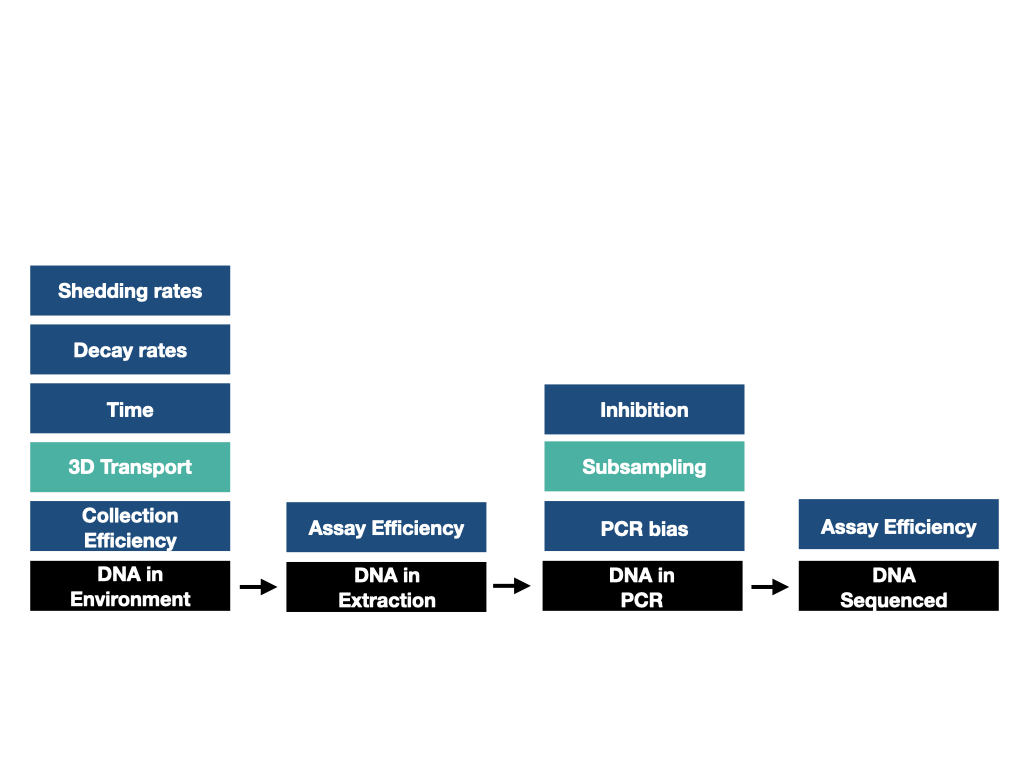 Shedding rates
Decay rates
Time
3D Transport
Collection
Efficiency
DNA in
Environment
Assay Efficiency
DNA in
Extraction
Inhibition
Subsampling
PCR bias
DNA in
PCR
Assay Efficiency
DNA
Sequenced